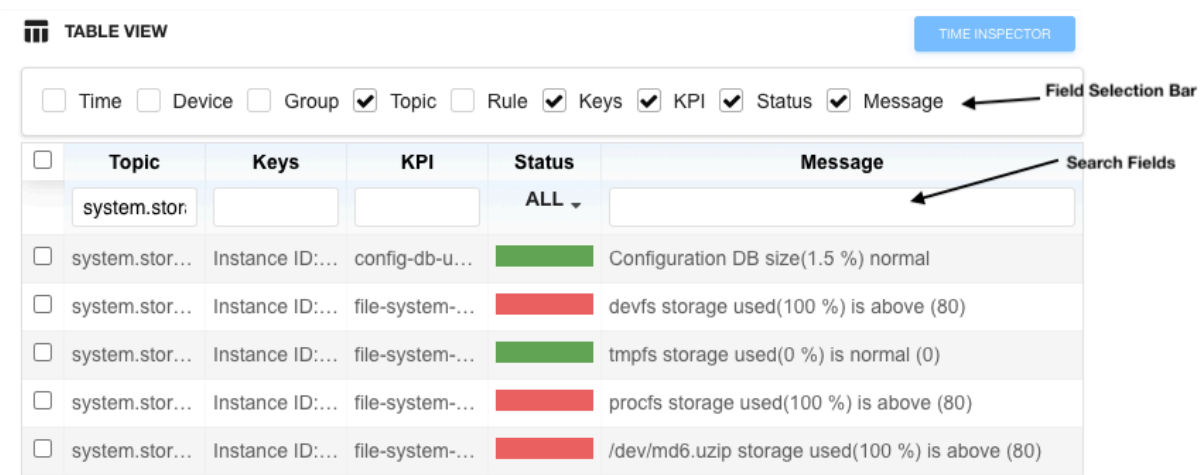 TABLE VIEW
TIME INSPECTOR
Time Device Group Topic Rule Keys KPI Status Message
Field Selection Bar
Topic Keys KPI Status Message
Search Fields
system.stor ALL
system.stor... Instance ID:... config-db-u... Configuration DB size(1.5 %) normal
system.stor... Instance ID:... file-system-... devfs storage used(100 %) is above (80)
system.stor... Instance ID:... file-system-... tmpfs storage used(0 %) is normal (0)
system.stor... Instance ID:... file-system-... procfs storage used(100 %) is above (80)
system.stor... Instance ID:... file-system-... /dev/md6.uzip storage used(100 %) is above (80)